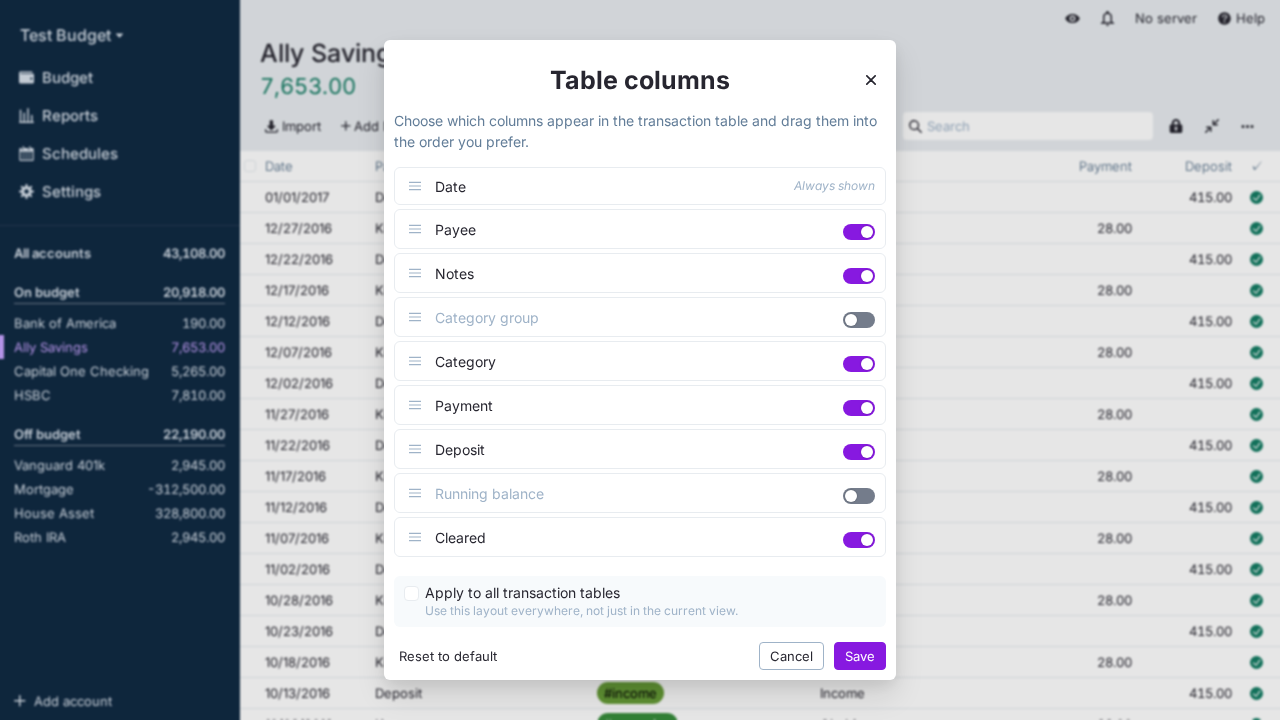 Test Budget
Budget
Reports
Schedules
Settings
All accounts 43,108.00
On budget 20,918.00
Bank of America 190.00
Ally Savings 7,653.00
Capital One Checking 5,265.00
HSBC 7,810.00
Off budget 22,190.00
Vanguard 401k 2,945.00
Mortgage -312,500.00
House Asset 328,800.00
Roth IRA 2,945.00
Add account
No server Help
Ally Saving
7,653.00
Import
Add
Search
Date Payment Deposit
01/01/2017 415.00
12/27/2016 28.00
12/22/2016 415.00
12/17/2016 28.00
12/12/2016 415.00
12/07/2016 28.00
12/02/2016 415.00
11/27/2016 28.00
11/22/2016 415.00
11/17/2016 28.00
11/12/2016 415.00
11/07/2016 28.00
11/02/2016 415.00
10/28/2016 28.00
10/23/2016 415.00
10/18/2016 28.00
10/13/2016 Deposit #income Income 415.00
Table columns
Choose which columns appear in the transaction table and drag them into
the order you prefer.
Date Always shown
Payee
Notes
Category group
Category
Payment
Deposit
Running balance
Cleared
Apply to all transaction tables
Use this layout everywhere, not just in the current view.
Reset to default Cancel Save